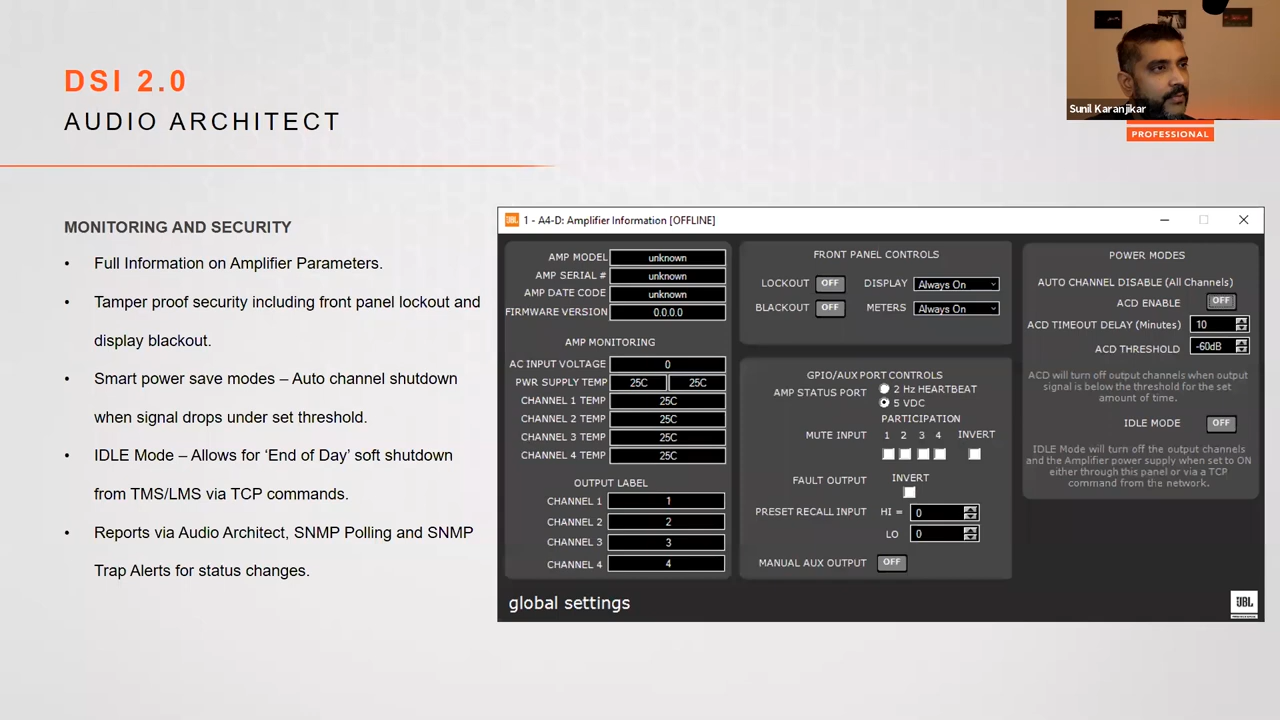 DSI 2.0
AUDIO ARCHITECT
Sunil Karanjikar
PROFESSIONAL
MONITORING AND SECURITY
• Full Information on Amplifier Parameters.
• Tamper proof security including front panel lockout and
display blackout.
• Smart power save modes – Auto channel shutdown
when signal drops under set threshold.
• IDLE Mode – Allows for ‘End of Day’ soft shutdown
from TMS/LMS via TCP commands.
• Reports via Audio Architect, SNMP Polling and SNMP
Trap Alerts for status changes.
JBL 1 - A4-D: Amplifier Information [OFFLINE]
AMP MODEL unknown
AMP SERIAL # unknown
AMP DATE CODE unknown
FIRMWARE VERSION 0.0.0.0
AMP MONITORING
AC INPUT VOLTAGE 0
PWR SUPPLY TEMP 25C 25C
CHANNEL 1 TEMP 25C
CHANNEL 2 TEMP 25C
CHANNEL 3 TEMP 25C
CHANNEL 4 TEMP 25C
OUTPUT LABEL
CHANNEL 1 1
CHANNEL 2 2
CHANNEL 3 3
CHANNEL 4 4
FRONT PANEL CONTROLS
LOCKOUT OFF DISPLAY Always On
BLACKOUT OFF METERS Always On
GPIO/AUX PORT CONTROLS
AMP STATUS PORT 2 Hz HEARTBEAT
5 VDC
PARTICIPATION
MUTE INPUT 1 2 3 4 INVERT
FAULT OUTPUT INVERT
PRESET RECALL INPUT HI = 0
LO 0
MANUAL AUX OUTPUT OFF
POWER MODES
AUTO CHANNEL DISABLE (All Channels)
ACD ENABLE OFF
ACD TIMEOUT DELAY (Minutes) 10
ACD THRESHOLD -60dB
ACD will turn off output channels when output
signal is below the threshold for the set
amount of time.
IDLE MODE OFF
IDLE Mode will turn off the output channels
and the Amplifier power supply when set to ON
either through this panel or via a TCP
command from the network.
global settings
JBL